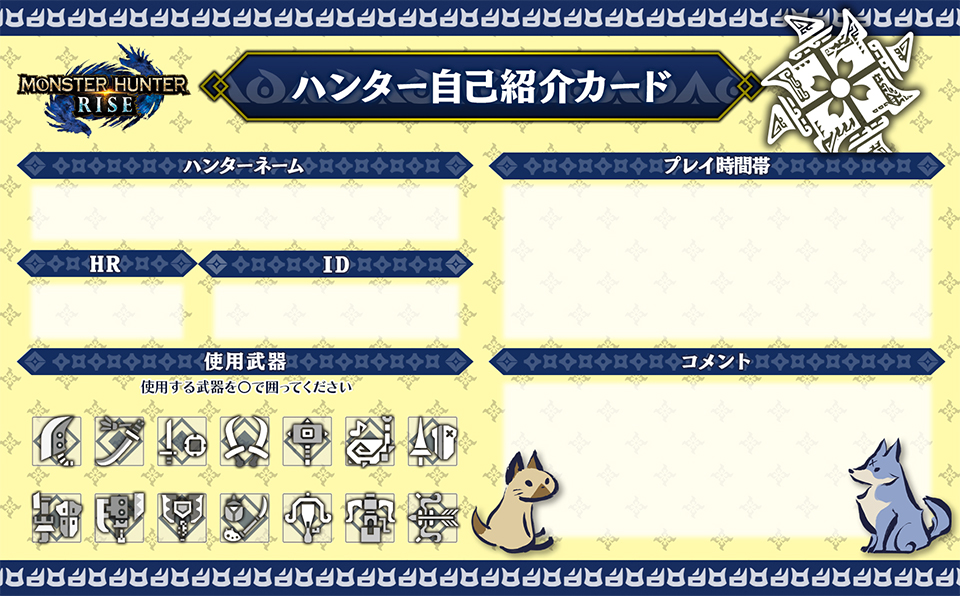 MONSTER HUNTER
RISE
ハンター自己紹介カード
ハンターネーム
プレイ時間帯
HR
ID
使用武器
使用する武器を〇で囲ってください
コメント